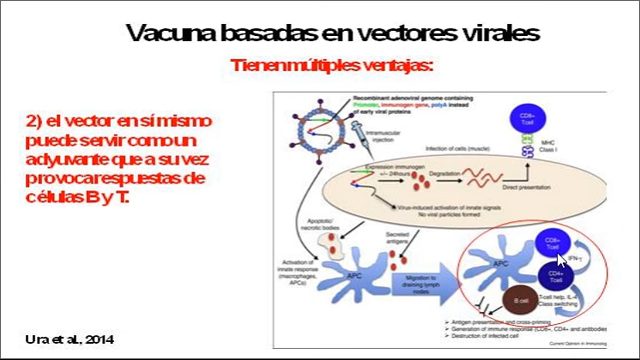 Vacuna basadas en vectores virales
Tienen múltiples ventajas:
2) el vector en sí mismo
puede servir como un
adyuvante que a su vez
provoca respuestas de
células B y T.
Recombinant adenoviral genome containing
Promoter, immunogen gene, polyA instead
of early viral proteins
Intramuscular
injection
CD8+
Tcell
MHC
Class I
Infection of cells (muscle)
Expression immunogen
+/− 24hours
Degradation
Direct presentation
Virus-induced activation of innate signals
No viral particles formed
Apoptotic/
necrotic bodies
Secreted
antigens
Activation of
innate response
(macrophages,
APCs)
APC
Migration to
draining lymph
nodes
APC
CD8+
Tcell
IFN-γ
CD4+
Tcell
B cell
T-cell help, IL-4
Class switching
➢ Antigen presentation and cross-priming
➢ Generation of immune response (CD8+, CD4+ and antibodies
➢ Destruction of infected cell
Current Opinion in Immunolog
Ura et al., 2014